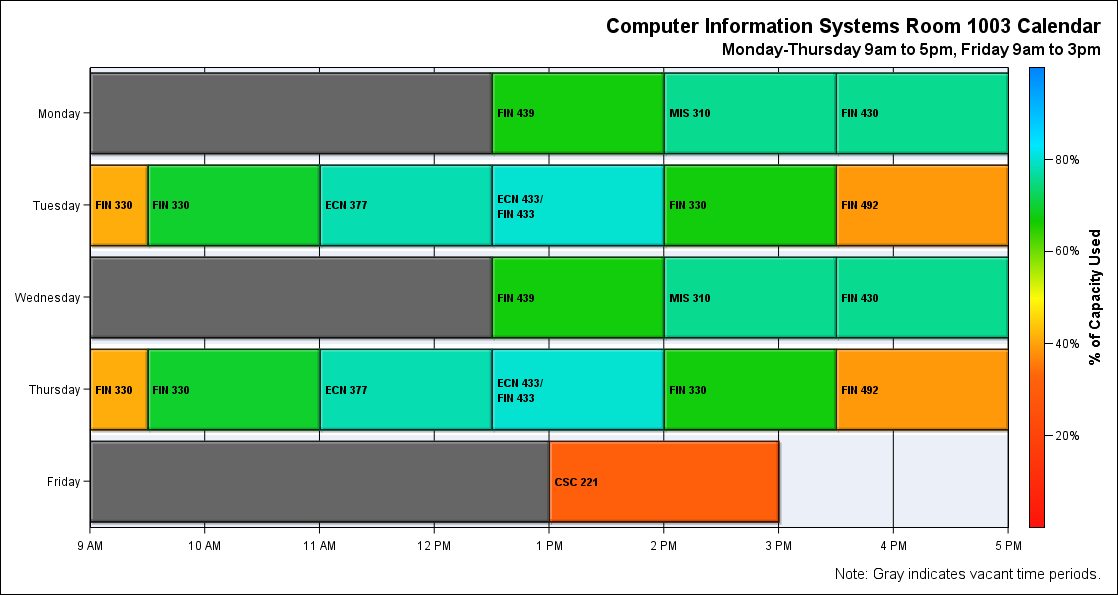 Computer Information Systems Room 1003 Calendar
Monday-Thursday 9am to 5pm, Friday 9am to 3pm
Monday
FIN 439
MIS 310
FIN 430
Tuesday
FIN 330
FIN 330
ECN 377
ECN 433/
FIN 433
FIN 330
FIN 492
Wednesday
FIN 439
MIS 310
FIN 430
Thursday
FIN 330
FIN 330
ECN 377
ECN 433/
FIN 433
FIN 330
FIN 492
Friday
CSC 221
9 AM
10 AM
11 AM
12 PM
1 PM
2 PM
3 PM
4 PM
5 PM
80%
60%
40%
20%
% of Capacity Used
Note: Gray indicates vacant time periods.